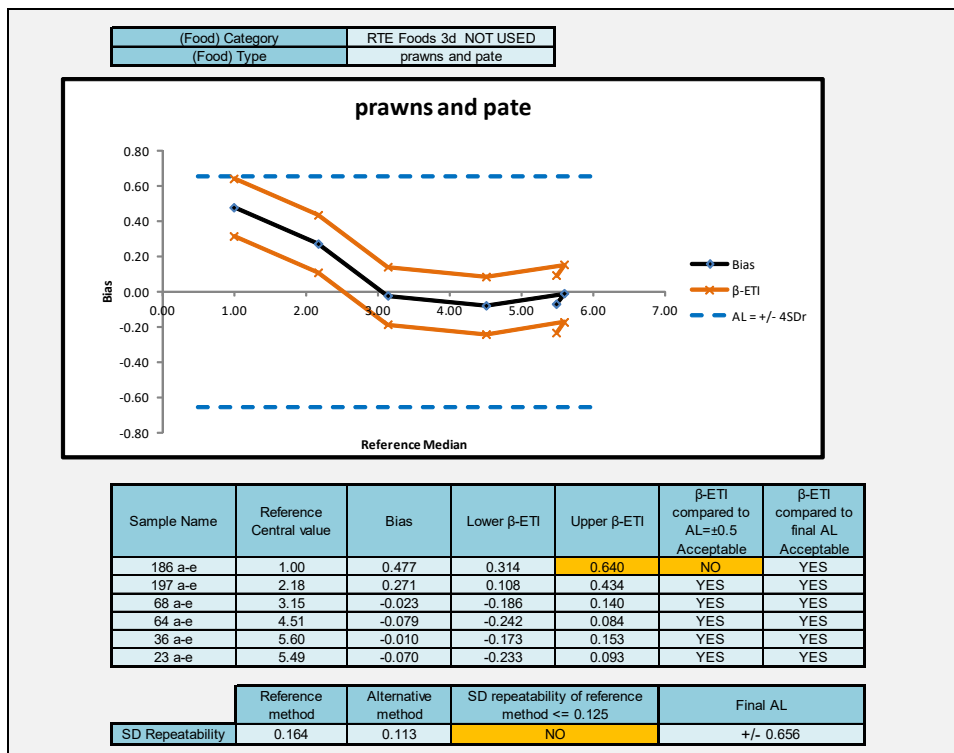 (Food) Category RTE Foods 3d NOT USED
(Food) Type prawns and pate
prawns and pate
0.80
0.60
0.40
0.20
0.00
-0.20
-0.40
-0.60
-0.80
0.00 1.00 2.00 3.00 4.00 5.00 6.00 7.00
Bias
Reference Median
Bias
β-ETI
AL = +/- 4SDr
Sample Name Reference Central value Bias Lower β-ETI Upper β-ETI β-ETI compared to AL=±0.5 Acceptable β-ETI compared to final AL Acceptable
186 a-e 1.00 0.477 0.314 0.640 NO YES
197 a-e 2.18 0.271 0.108 0.434 YES YES
68 a-e 3.15 -0.023 -0.186 0.140 YES YES
64 a-e 4.51 -0.079 -0.242 0.084 YES YES
36 a-e 5.60 -0.010 -0.173 0.153 YES YES
23 a-e 5.49 -0.070 -0.233 0.093 YES YES
Reference method Alternative method SD repeatability of reference method <= 0.125 Final AL
SD Repeatability 0.164 0.113 NO +/- 0.656